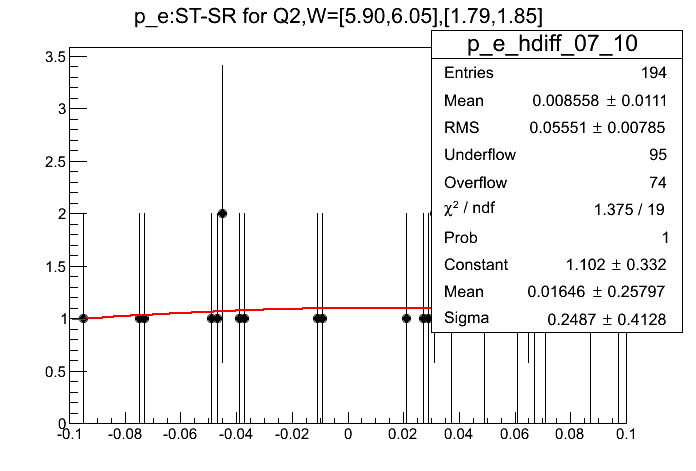 p_e:ST-SR for Q2,W=[5.90,6.05],[1.79,1.85]
p_e_hdiff_07_10
Entries 194
Mean 0.008558 ± 0.0111
RMS 0.05551 ± 0.00785
Underflow 95
Overflow 74
χ² / ndf 1.375 / 19
Prob 1
Constant 1.102 ± 0.332
Mean 0.01646 ± 0.25797
Sigma 0.2487 ± 0.4128
3.5
3
2.5
2
1.5
1
0.5
0
-0.1 -0.08 -0.06 -0.04 -0.02 0 0.02 0.04 0.06 0.08 0.1